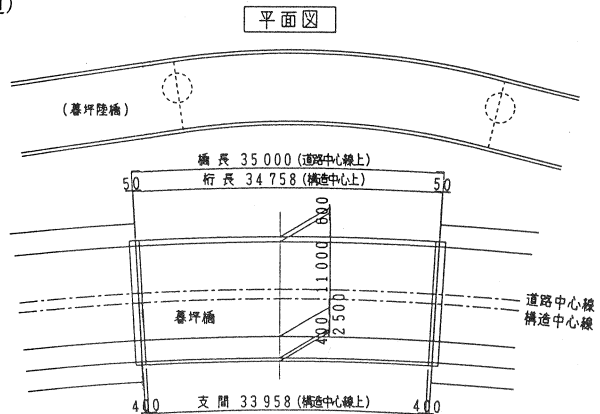 平面図
(暮坪陸橋)
橋長 35000 (道路中心線上)
50 桁長 34758 (構造中心上) 50
600
11000
400
2500
道路中心線
構造中心線
暮坪橋
400 支間 33958 (構造中心線上) 400